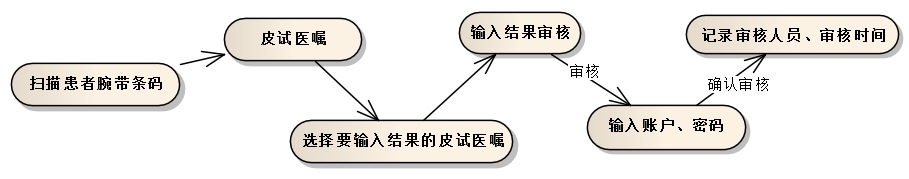 扫描患者腕带条码
皮试医嘱
选择要输入结果的皮试医嘱
输入结果审核
审核
输入账户、密码
确认审核
记录审核人员、审核时间